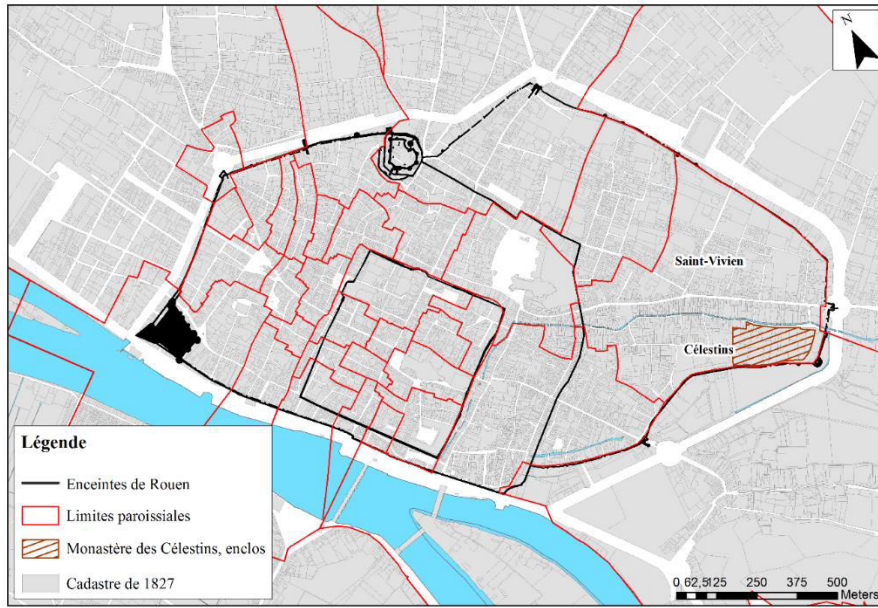 N
Saint-Vivien
Célestins
Légende
Enceintes de Rouen
Limites paroissiales
Monastère des Célestins, enclos
Cadastre de 1827
0 62,5125 250 375 500
Meters